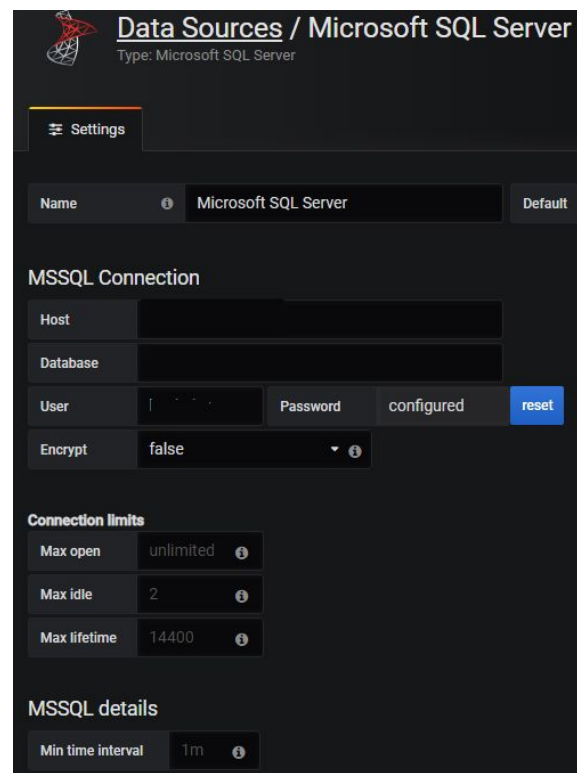 Data Sources / Microsoft SQL Server
Type: Microsoft SQL Server
Settings
Name Microsoft SQL Server Default
MSSQL Connection
Host
Database
User Password configured reset
Encrypt false
Connection limits
Max open unlimited
Max idle 2
Max lifetime 14400
MSSQL details
Min time interval 1m